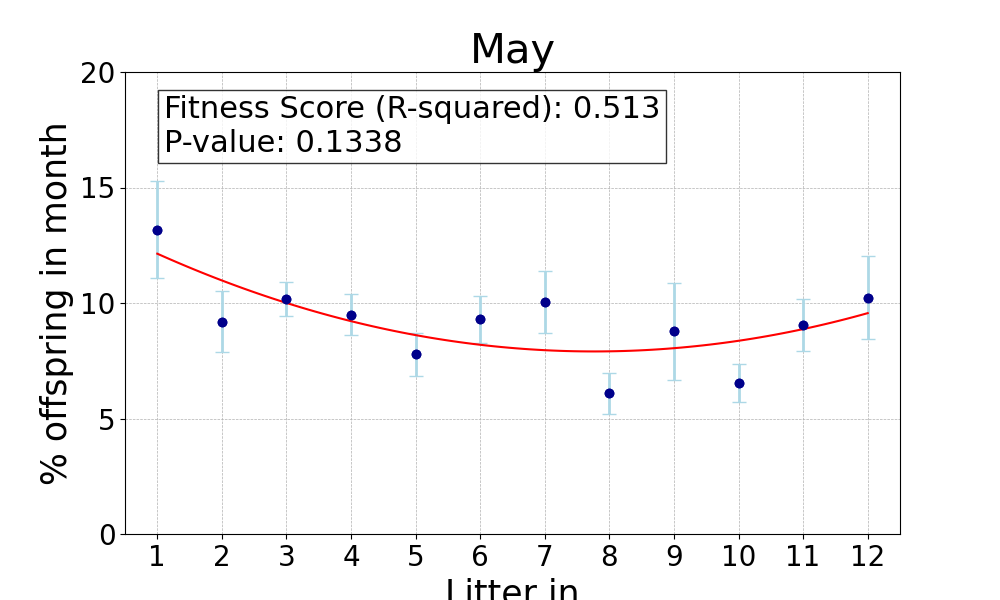 May
Fitness Score (R-squared): 0.513
P-value: 0.1338
% offspring in month
20
15
10
5
0
1 2 3 4 5 6 7 8 9 10 11 12
Litter in